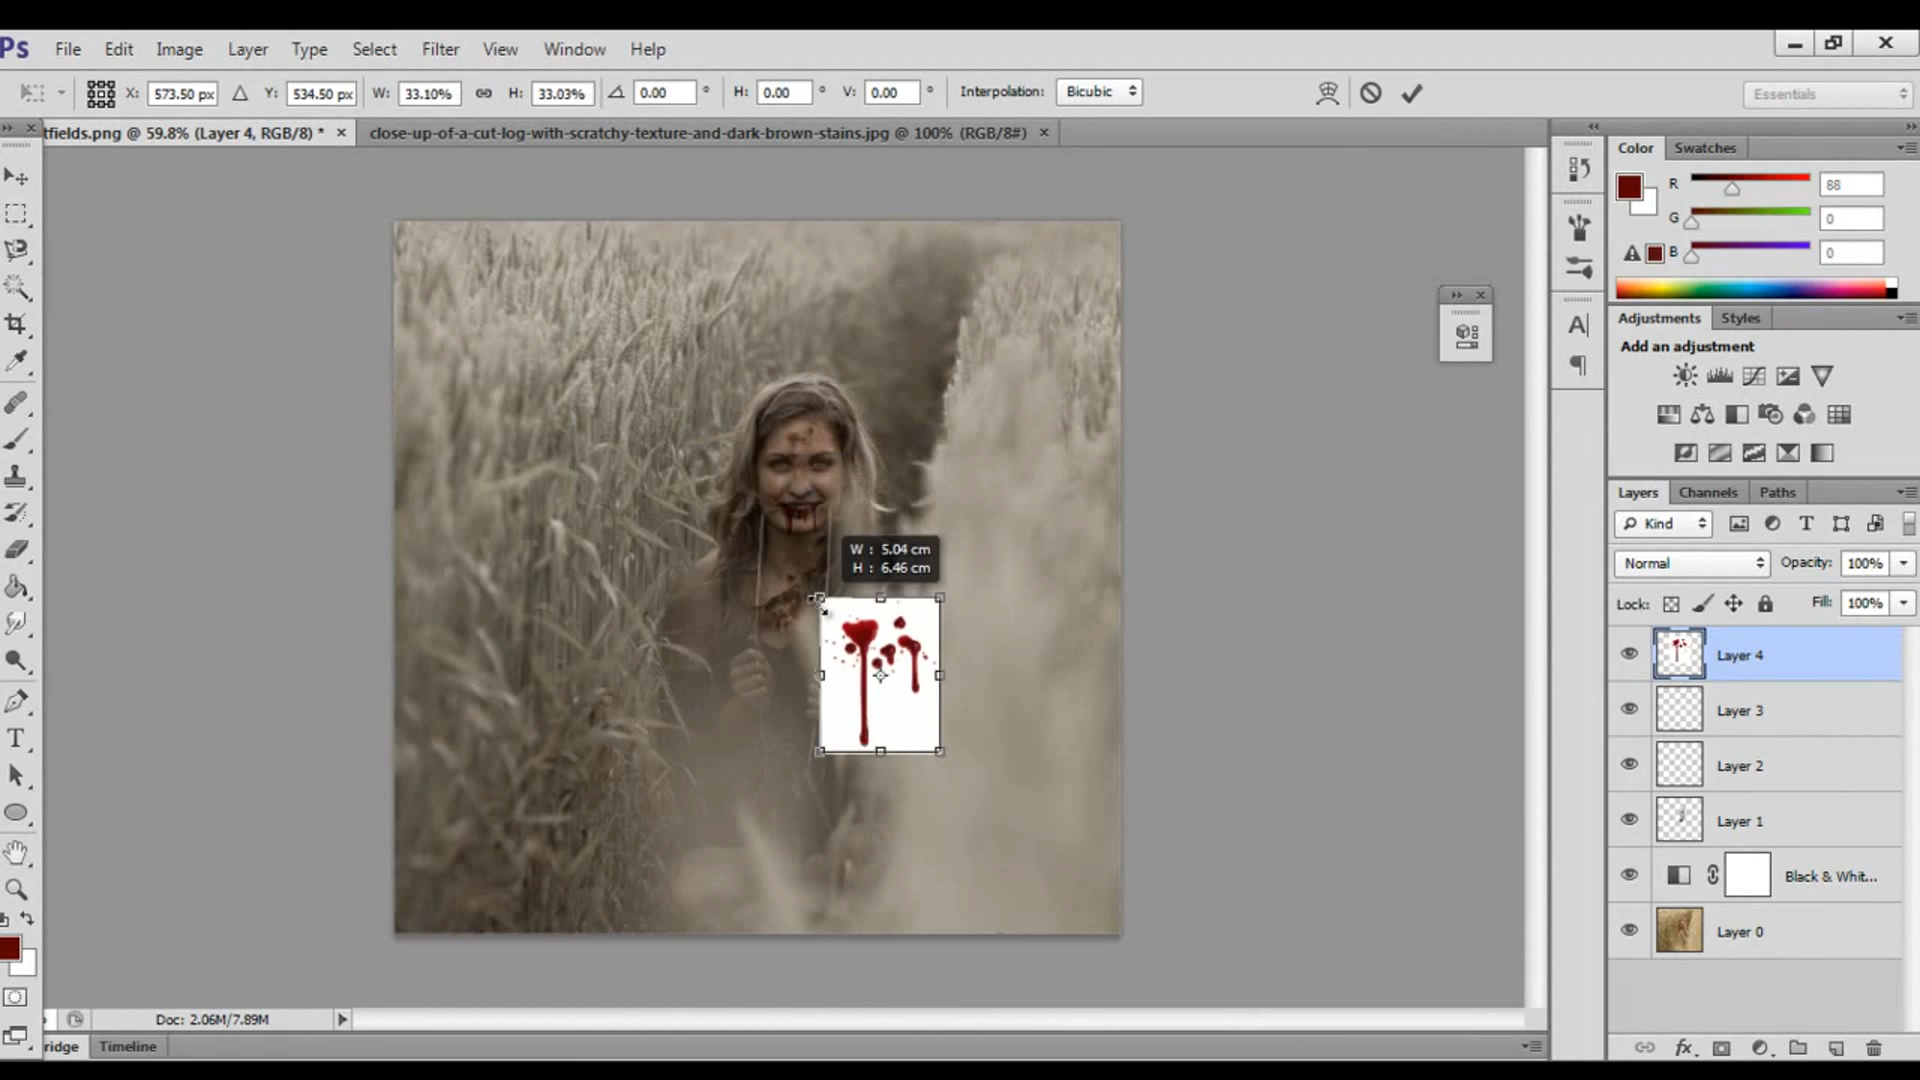 Ps File Edit Image Layer Type Select Filter View Window Help
X: 573.50 px Y: 534.50 px W: 33.10% H: 33.03% 0.00 ° H: 0.00 ° V: 0.00 ° Interpolation: Bicubic Essentials
tfields.png @ 59.8% (Layer 4, RGB/8) * × close-up-of-a-cut-log-with-scratchy-texture-and-dark-brown-stains.jpg @ 100% (RGB/8#) ×
Color Swatches
R 88
G 0
B 0
Adjustments Styles
Add an adjustment
Layers Channels Paths
Kind
Normal Opacity: 100%
Lock: Fill: 100%
Layer 4
Layer 3
Layer 2
Layer 1
Black & Whit...
Layer 0
fx
W : 5.04 cm
H : 6.46 cm
T
A
Doc: 2.06M/7.89M
ridge Timeline